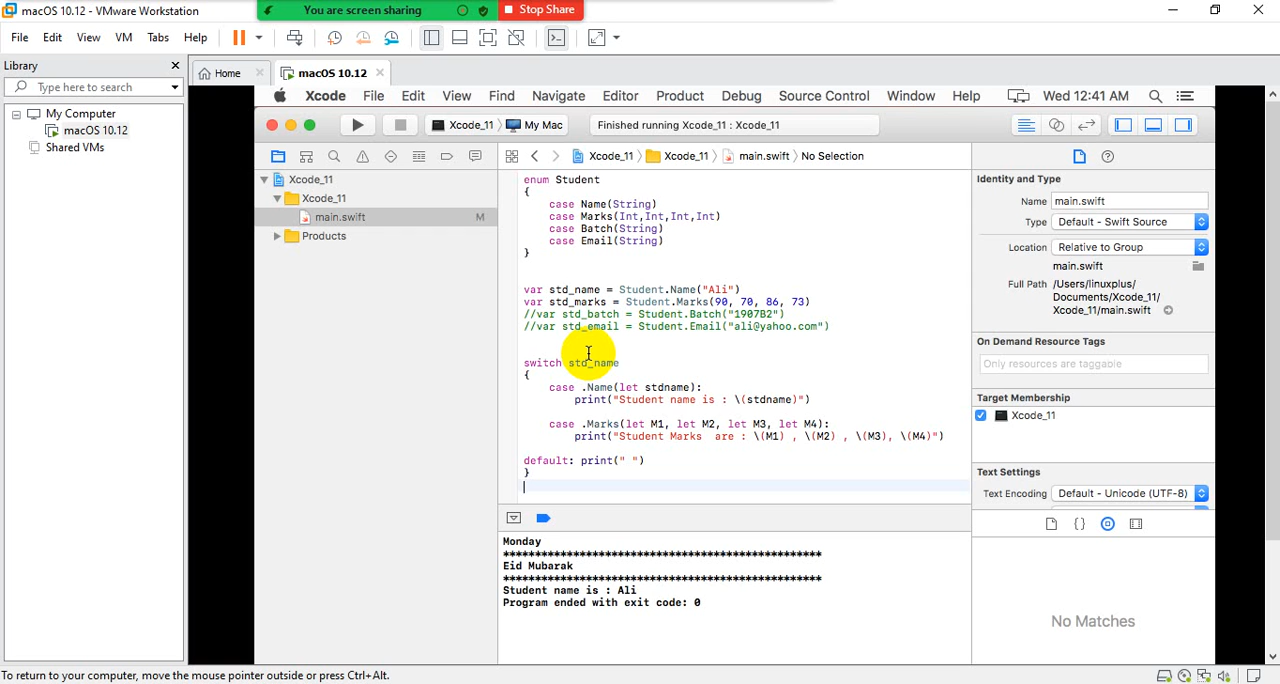 macOS 10.12 - VMware Workstation
You are screen sharing
Stop Share
File Edit View VM Tabs Help
Library
Type here to search
My Computer
macOS 10.12
Shared VMs
Home
macOS 10.12
Xcode File Edit View Find Navigate Editor Product Debug Source Control Window Help Wed 12:41 AM
Xcode_11 My Mac
Finished running Xcode_11 : Xcode_11
Xcode_11
Xcode_11
main.swift M
Products
Xcode_11 Xcode_11 main.swift No Selection
enum Student
{
case Name(String)
case Marks(Int,Int,Int,Int)
case Batch(String)
case Email(String)
}
var std_name = Student.Name("Ali")
var std_marks = Student.Marks(90, 70, 86, 73)
//var std_batch = Student.Batch("1907B2")
//var std_email = Student.Email("ali@yahoo.com")
switch std_name
{
case .Name(let stdname):
print("Student name is : \(stdname)")
case .Marks(let M1, let M2, let M3, let M4):
print("Student Marks  are : \(M1) , \(M2) , \(M3), \(M4)")
default: print(" ")
}
Monday
**************************************************
Eid Mubarak
**************************************************
Student name is : Ali
Program ended with exit code: 0
Identity and Type
Name main.swift
Type Default - Swift Source
Location Relative to Group
main.swift
Full Path /Users/linuxplus/
Documents/Xcode_11/
Xcode_11/main.swift
On Demand Resource Tags
Only resources are taggable
Target Membership
Xcode_11
Text Settings
Text Encoding Default - Unicode (UTF-8)
No Matches
To return to your computer, move the mouse pointer outside or press Ctrl+Alt.